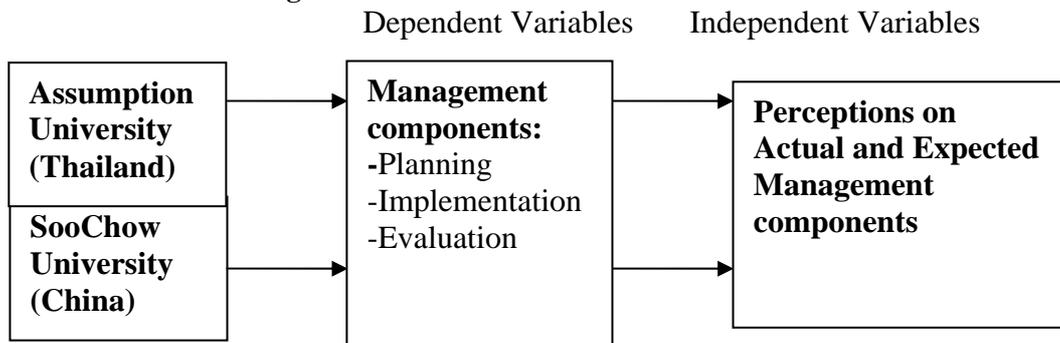 Dependent Variables Independent Variables
Assumption
University
(Thailand)
SooChow
University
(China)
Management
components:
-Planning
-Implementation
-Evaluation
Perceptions on
Actual and Expected
Management
components